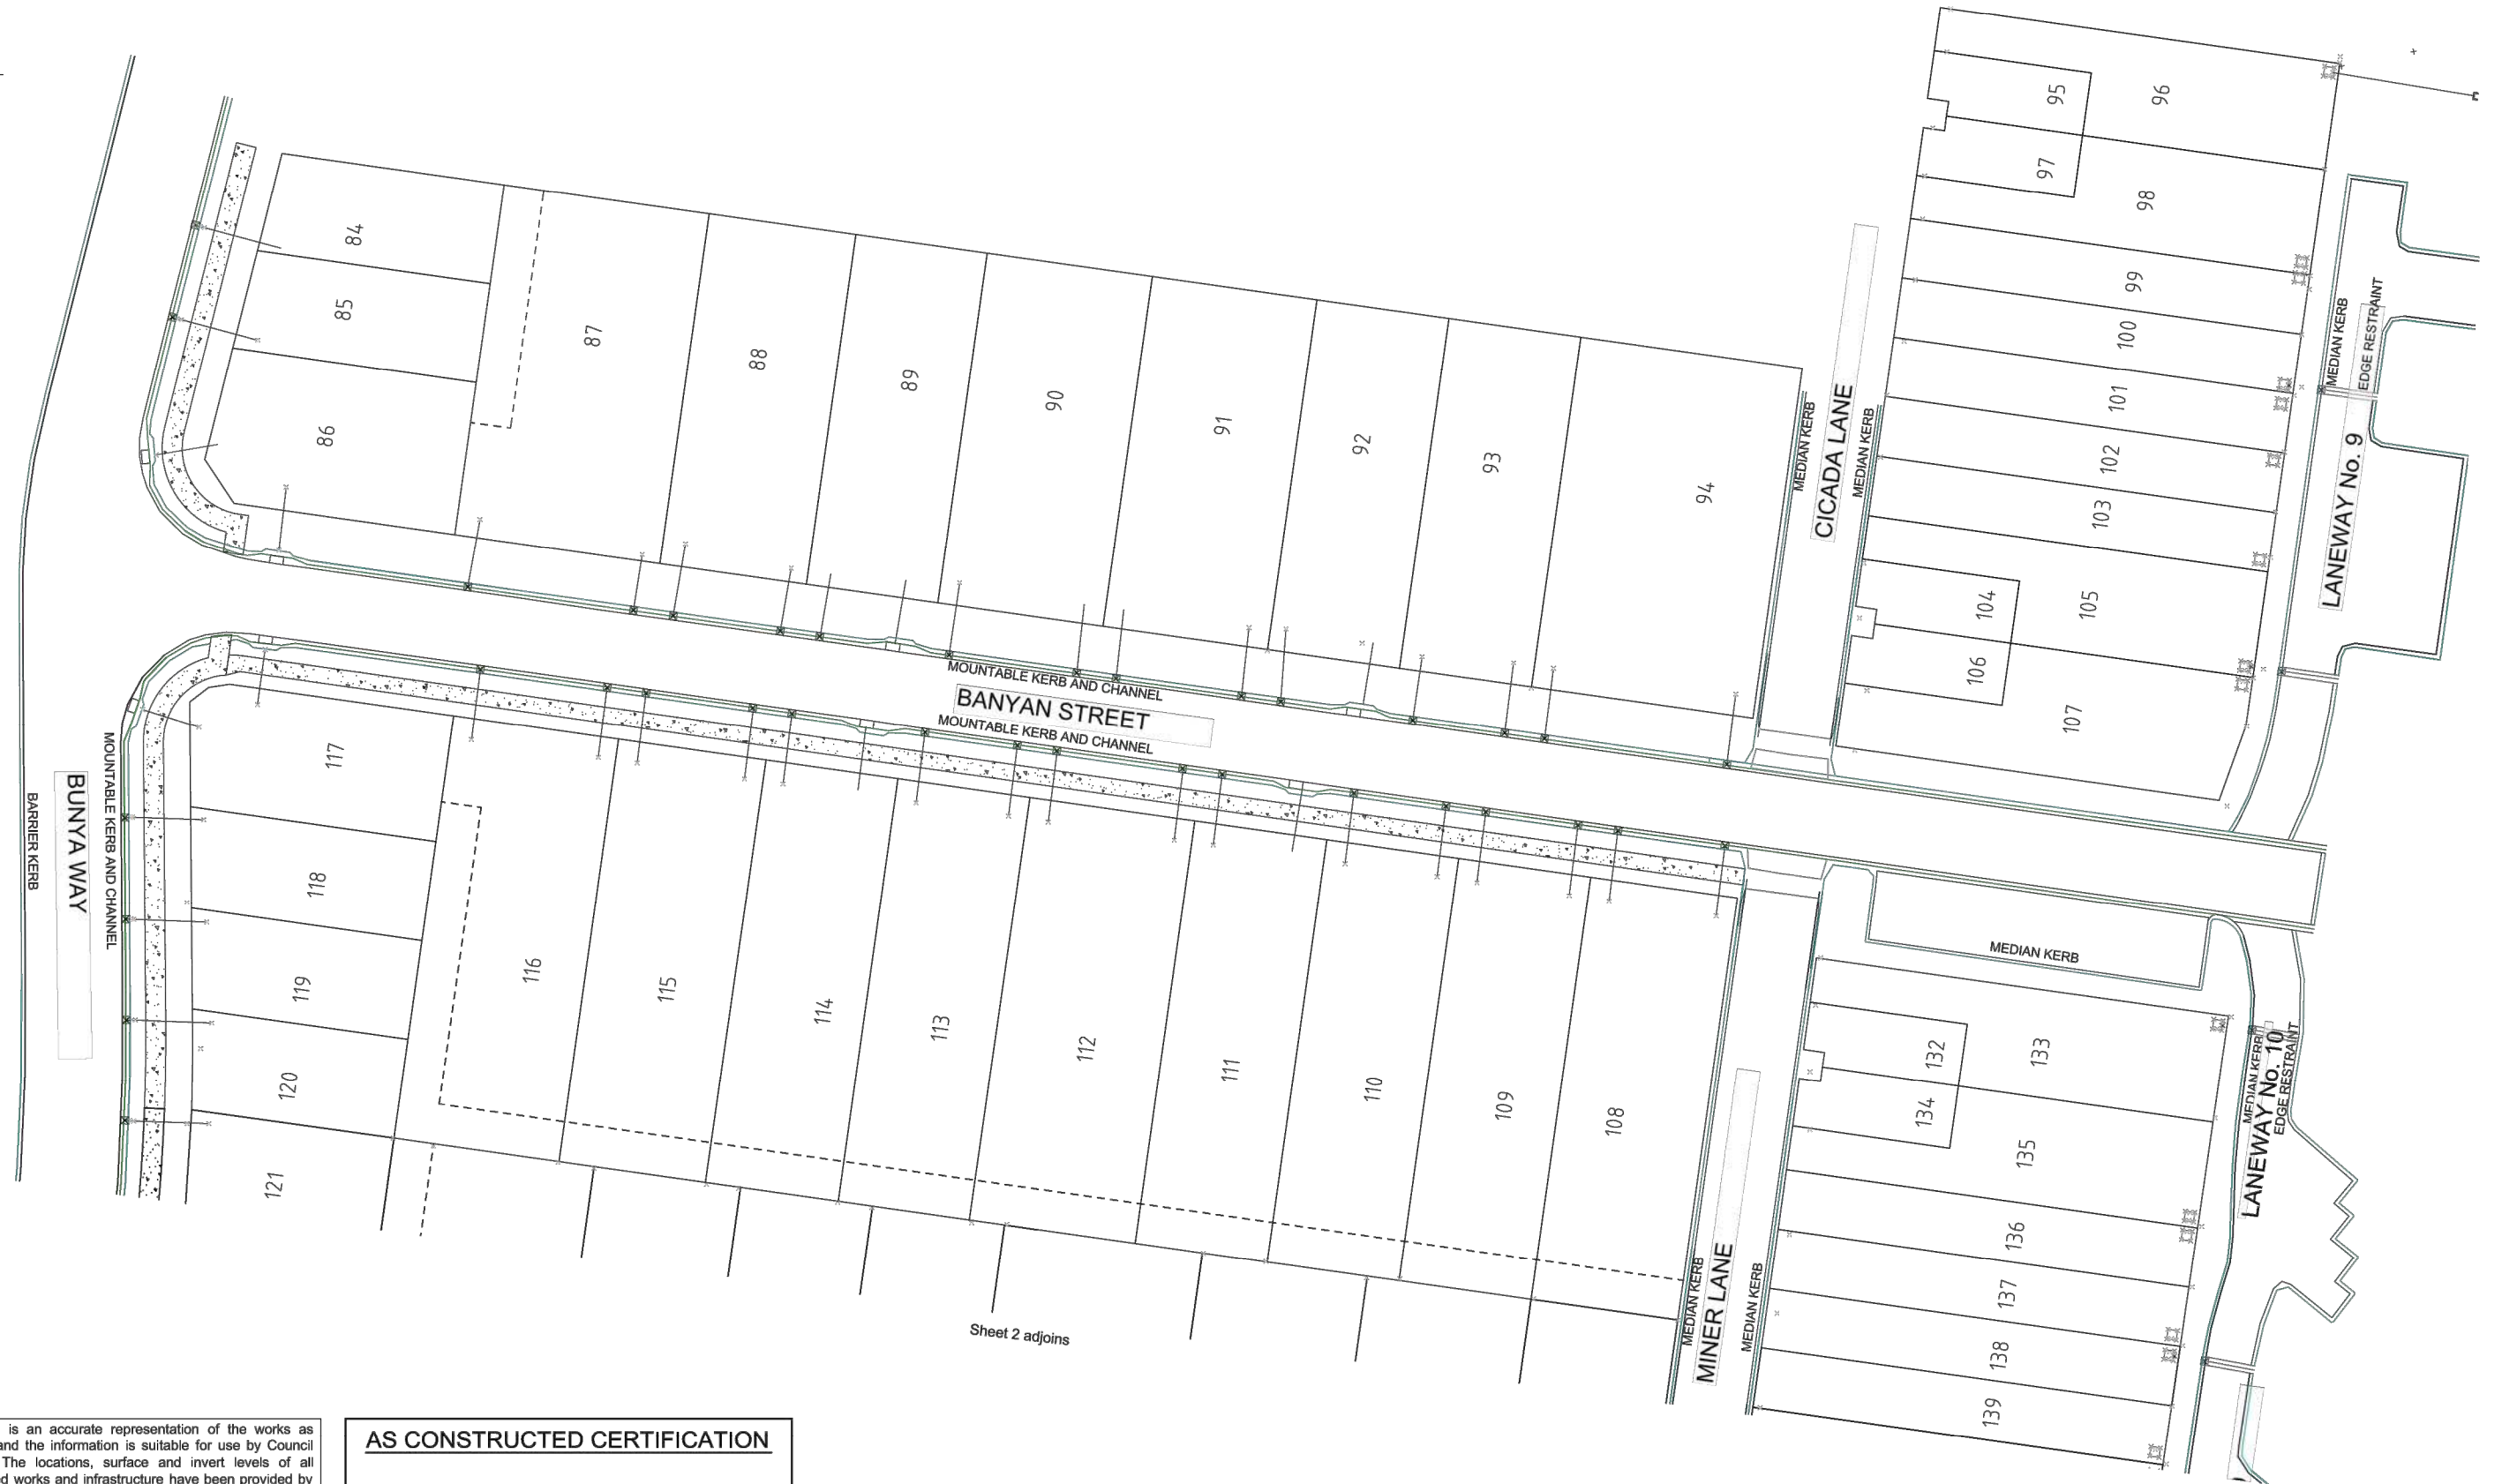 84
85
86
87
88
89
90
91
92
93
94
95
96
97
98
99
100
101
102
103
104
105
106
107
MEDIAN KERB
CICADA LANE
MEDIAN KERB
MEDIAN KERB
EDGE RESTRAINT
LANEWAY No. 9
MOUNTABLE KERB AND CHANNEL
BANYAN STREET
MOUNTABLE KERB AND CHANNEL
BARRIER KERB
BUNYA WAY
MOUNTABLE KERB AND CHANNEL
117
118
119
120
121
116
115
114
113
112
111
110
109
108
MEDIAN KERB
MINER LANE
MEDIAN KERB
MEDIAN KERB
132
133
134
135
136
137
138
139
MEDIAN KERB
LANEWAY No. 10
EDGE RESTRAINT
Sheet 2 adjoins
is an accurate representation of the works as
and the information is suitable for use by Council
The locations, surface and invert levels of all
ed works and infrastructure have been provided by
AS CONSTRUCTED CERTIFICATION